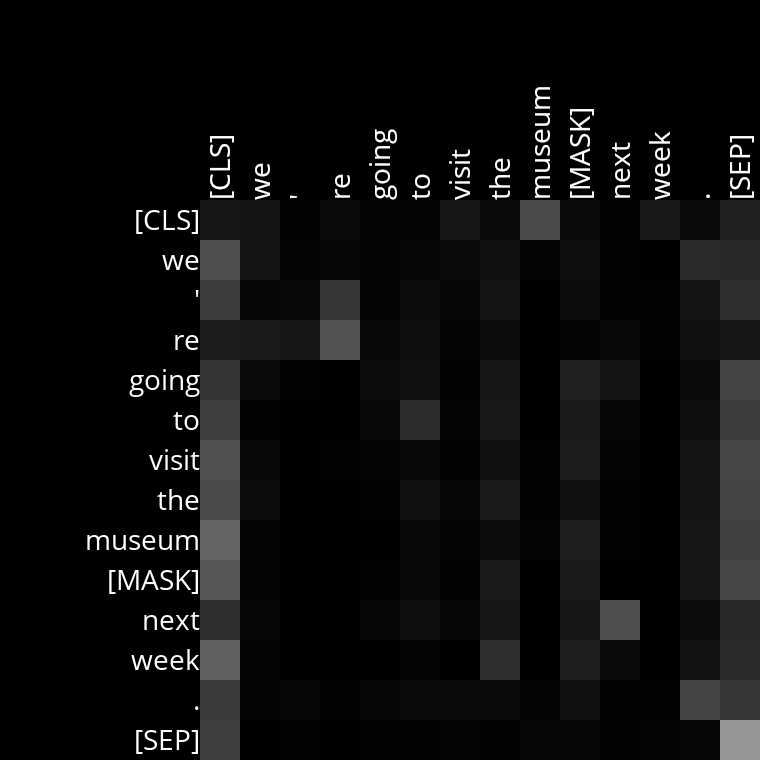 [CLS] we ' re going to visit the museum [MASK] next week . [SEP]
[CLS]
we
'
re
going
to
visit
the
museum
[MASK]
next
week
.
[SEP]